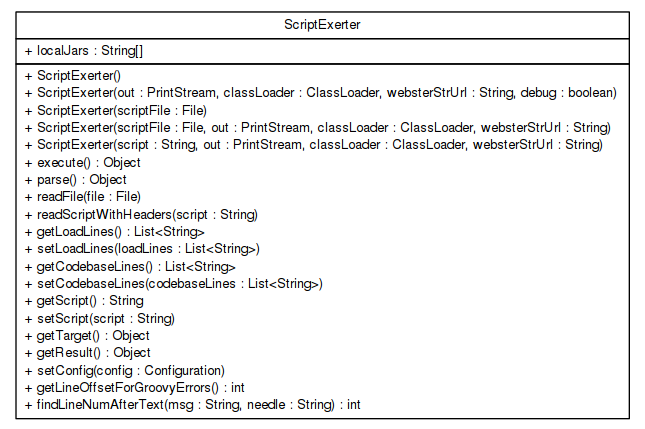 ScriptExerter
+ localJars : String[]
+ ScriptExerter()
+ ScriptExerter(out : PrintStream, classLoader : ClassLoader, websterStrUrl : String, debug : boolean)
+ ScriptExerter(scriptFile : File)
+ ScriptExerter(scriptFile : File, out : PrintStream, classLoader : ClassLoader, websterStrUrl : String)
+ ScriptExerter(script : String, out : PrintStream, classLoader : ClassLoader, websterStrUrl : String)
+ execute() : Object
+ parse() : Object
+ readFile(file : File)
+ readScriptWithHeaders(script : String)
+ getLoadLines() : List<String>
+ setLoadLines(loadLines : List<String>)
+ getCodebaseLines() : List<String>
+ setCodebaseLines(codebaseLines : List<String>)
+ getScript() : String
+ setScript(script : String)
+ getTarget() : Object
+ getResult() : Object
+ setConfig(config : Configuration)
+ getLineOffsetForGroovyErrors() : int
+ findLineNumAfterText(msg : String, needle : String) : int